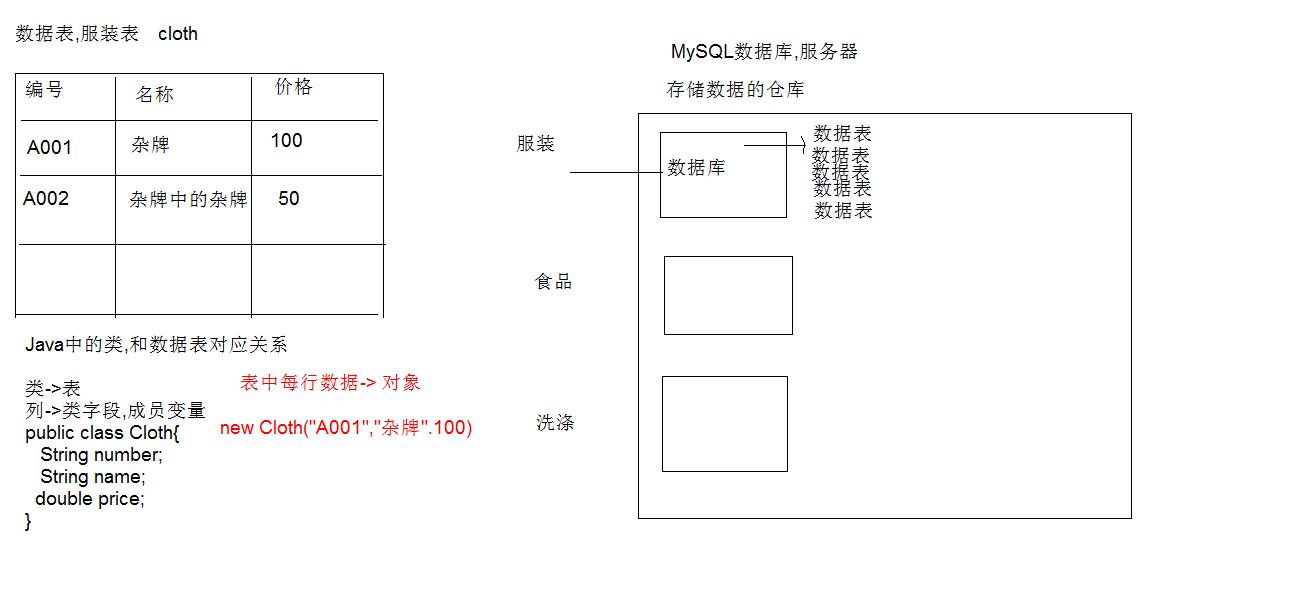 数据表,服装表 cloth
编号 名称 价格
A001 杂牌 100
A002 杂牌中的杂牌 50
Java中的类,和数据表对应关系
类->表
列->类字段,成员变量
public class Cloth{
String number;
String name;
double price;
}
表中每行数据-> 对象
new Cloth("A001","杂牌".100)
MySQL数据库,服务器
存储数据的仓库
服装
数据库
数据表
数据表
数据表
数据表
数据表
食品
洗涤